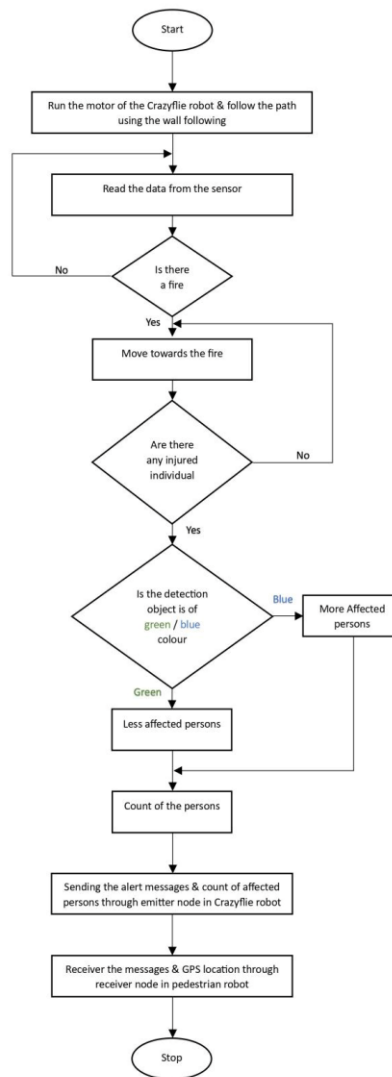 Start
Run the motor of the Crazyflie robot & follow the path
using the wall following
Read the data from the sensor
Is there
a fire
No
Yes
Move towards the fire
Are there
any injured
individual
No
Yes
Is the detection
object is of
green / blue
colour
Blue
More Affected
persons
Green
Less affected persons
Count of the persons
Sending the alert messages & count of affected
persons through emitter node in Crazyflie robot
Receiver the messages & GPS location through
receiver node in pedestrian robot
Stop